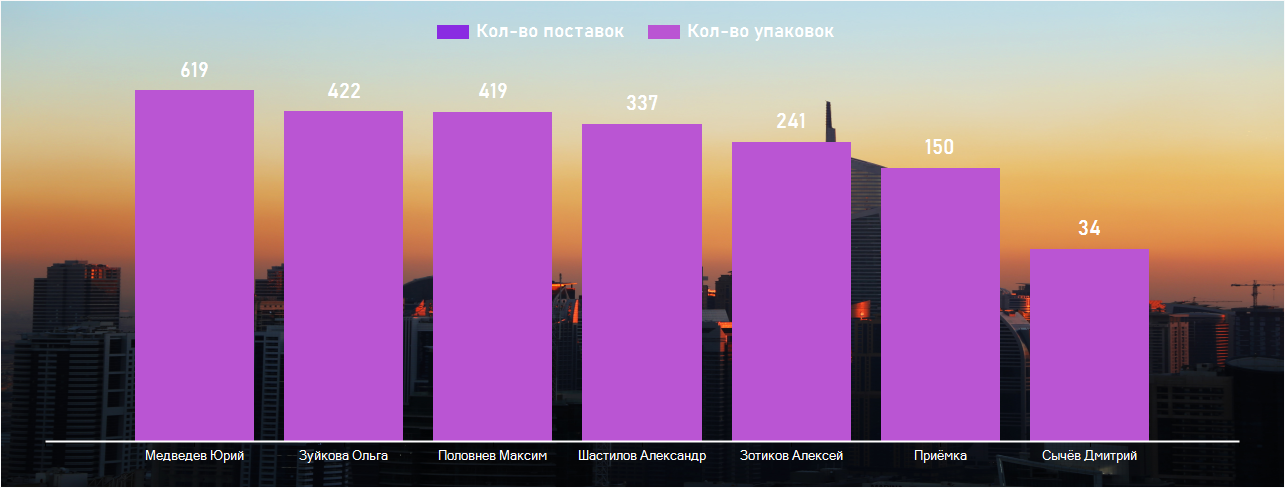 Кол-во поставок Кол-во упаковок
619 422 419 337 241 150 34
Медведев Юрий Зуйкова Ольга Половнев Максим Шастилов Александр Зотиков Алексей Приёмка Сычёв Дмитрий